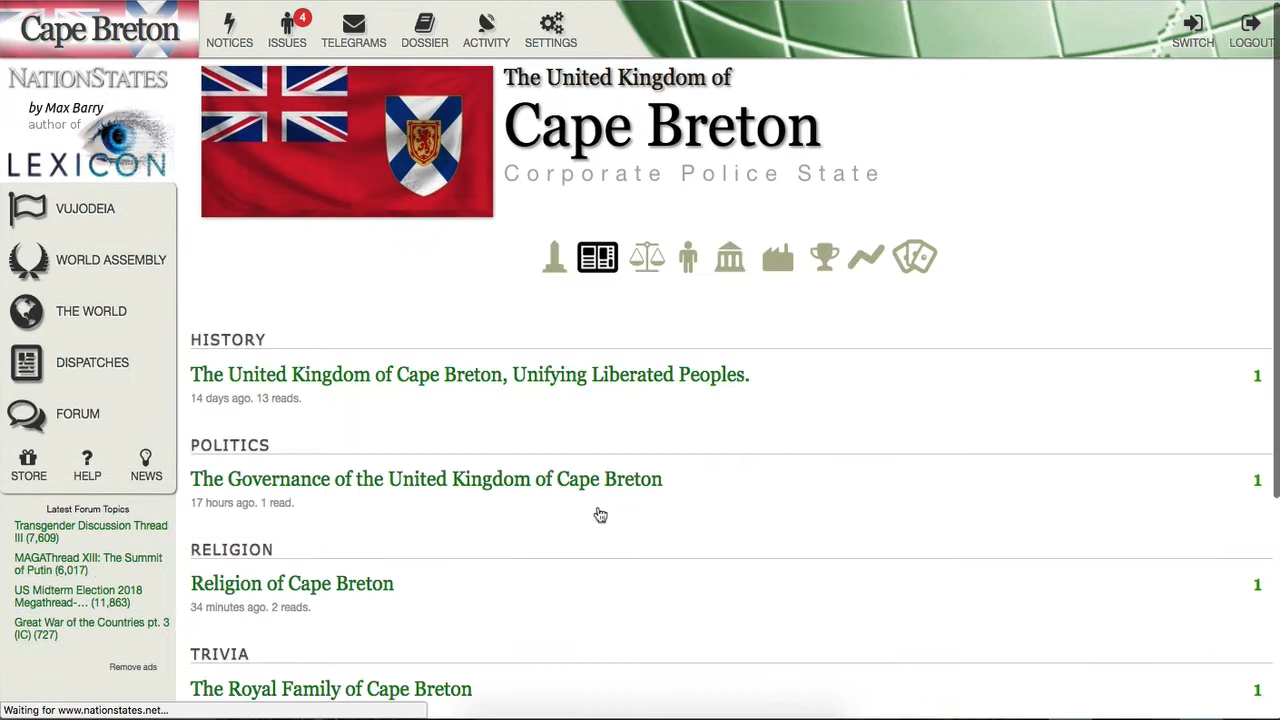 Cape Breton
NOTICES
4
ISSUES
TELEGRAMS
DOSSIER
ACTIVITY
SETTINGS
SWITCH
LOGOUT
NATIONSTATES
by Max Barry
author of
LEXICON
VUJODEIA
WORLD ASSEMBLY
THE WORLD
DISPATCHES
FORUM
STORE
HELP
NEWS
Latest Forum Topics
Transgender Discussion Thread
III (7,609)
MAGAThread XIII: The Summit
of Putin (6,017)
US Midterm Election 2018
Megathread-... (11,863)
Great War of the Countries pt. 3
(IC) (727)
Remove ads
The United Kingdom of
Cape Breton
Corporate Police State
HISTORY
The United Kingdom of Cape Breton, Unifying Liberated Peoples.
1
14 days ago. 13 reads.
POLITICS
The Governance of the United Kingdom of Cape Breton
1
17 hours ago. 1 read.
RELIGION
Religion of Cape Breton
1
34 minutes ago. 2 reads.
TRIVIA
The Royal Family of Cape Breton
1
Waiting for www.nationstates.net...